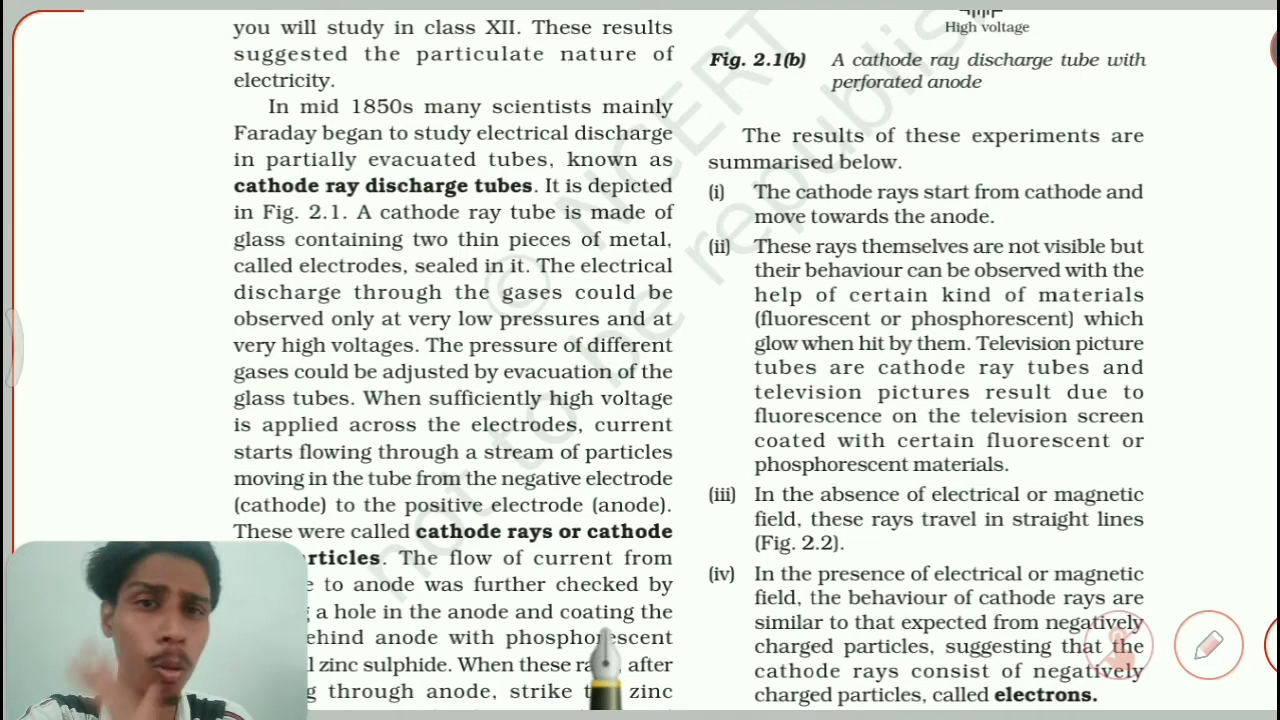 you will study in class XII. These results
suggested the particulate nature of
electricity.
In mid 1850s many scientists mainly
Faraday began to study electrical discharge
in partially evacuated tubes, known as
cathode ray discharge tubes. It is depicted
in Fig. 2.1. A cathode ray tube is made of
glass containing two thin pieces of metal,
called electrodes, sealed in it. The electrical
discharge through the gases could be
observed only at very low pressures and at
very high voltages. The pressure of different
gases could be adjusted by evacuation of the
glass tubes. When sufficiently high voltage
is applied across the electrodes, current
starts flowing through a stream of particles
moving in the tube from the negative electrode
(cathode) to the positive electrode (anode).
These were called cathode rays or cathode
. The flow of current from
to anode was further checked by
a hole in the anode and coating the
anode with phosphorescent
zinc sulphide. When these after
through anode, strike zinc
High voltage
Fig. 2.1(b) A cathode ray discharge tube with
perforated anode
The results of these experiments are
summarised below.
(i) The cathode rays start from cathode and
move towards the anode.
(ii) These rays themselves are not visible but
their behaviour can be observed with the
help of certain kind of materials
(fluorescent or phosphorescent) which
glow when hit by them. Television picture
tubes are cathode ray tubes and
television pictures result due to
fluorescence on the television screen
coated with certain fluorescent or
phosphorescent materials.
(iii) In the absence of electrical or magnetic
field, these rays travel in straight lines
(Fig. 2.2).
(iv) In the presence of electrical or magnetic
field, the behaviour of cathode rays are
similar to that expected from negatively
charged particles, suggesting that the
cathode rays consist of negatively
charged particles, called electrons.
© NCERT
not to be republis